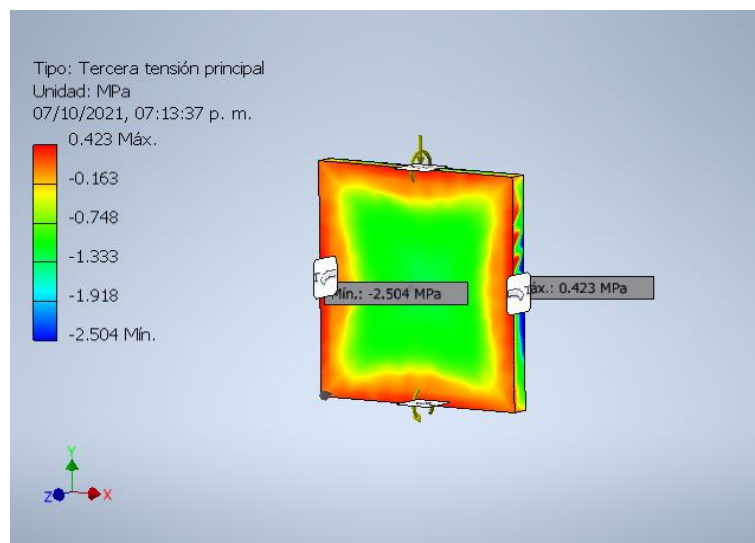 Tipo: Tercera tensión principal
Unidad: MPa
07/10/2021, 07:13:37 p. m.
0.423 Máx.
-0.163
-0.748
-1.333
-1.918
-2.504 Mín.
Mín.: -2.504 MPa
áx.: 0.423 MPa
Y
Z
X